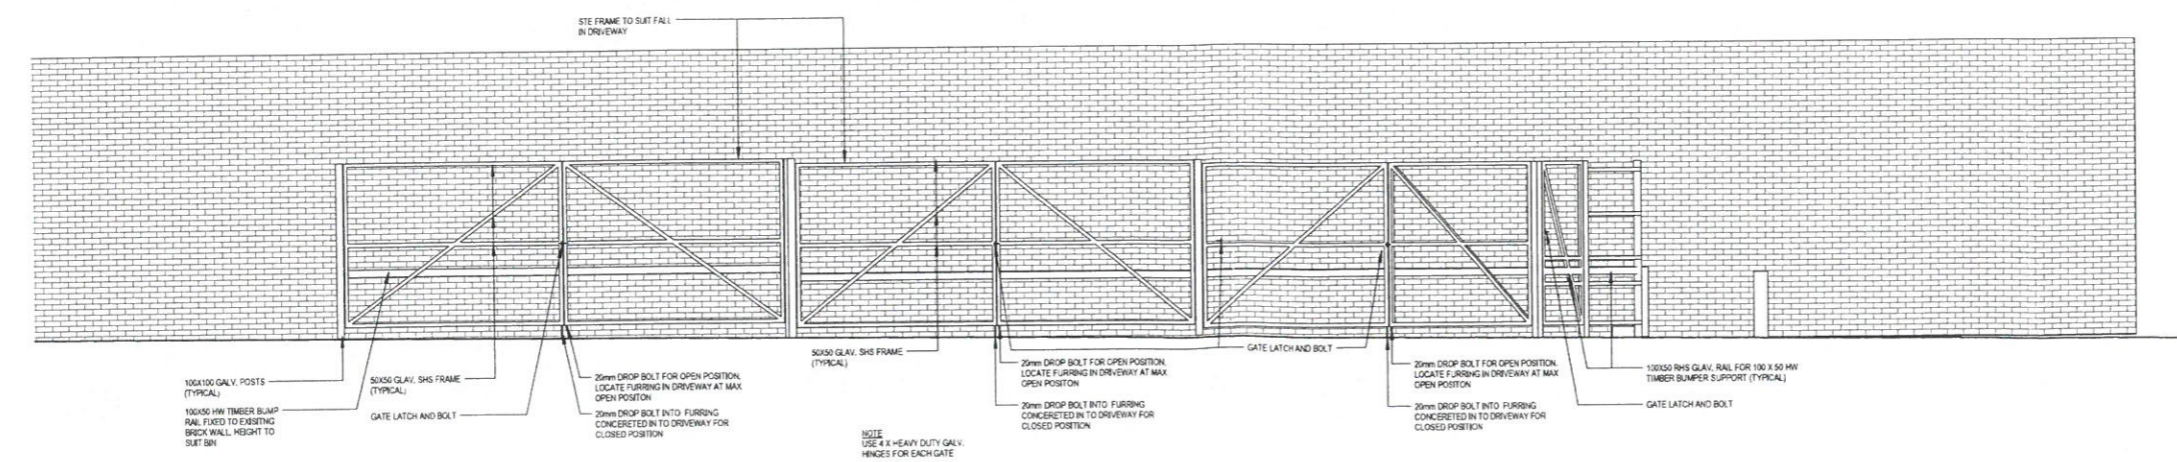 STE FRAME TO SUIT FALL
IN DRIVEWAY
100X100 GALV. POSTS
(TYPICAL)
100X50 HW TIMBER BUMP
RAIL FIXED TO EXISITNG
BRICK WALL. HEIGHT TO
SUIT BIN
50X50 GLAV. SHS FRAME
(TYPICAL)
GATE LATCH AND BOLT
20mm DROP BOLT FOR OPEN POSITION,
LOCATE FURRING IN DRIVEWAY AT MAX
OPEN POSITON
20mm DROP BOLT INTO FURRING
CONCERETED IN TO DRIVEWAY FOR
CLOSED POSITION
50X50 GLAV. SHS FRAME
(TYPICAL)
NOTE
USE 4 X HEAVY DUTY GALV.
HINGES FOR EACH GATE
20mm DROP BOLT FOR OPEN POSITION,
LOCATE FURRING IN DRIVEWAY AT MAX
OPEN POSITON
20mm DROP BOLT INTO FURRING
CONCERETED IN TO DRIVEWAY FOR
CLOSED POSITION
GATE LATCH AND BOLT
20mm DROP BOLT FOR OPEN POSITION,
LOCATE FURRING IN DRIVEWAY AT MAX
OPEN POSITON
20mm DROP BOLT INTO FURRING
CONCERETED IN TO DRIVEWAY FOR
CLOSED POSITION
100X50 RHS GLAV. RAIL FOR 100 X 50 HW
TIMBER BUMPER SUPPORT (TYPICAL)
GATE LATCH AND BOLT